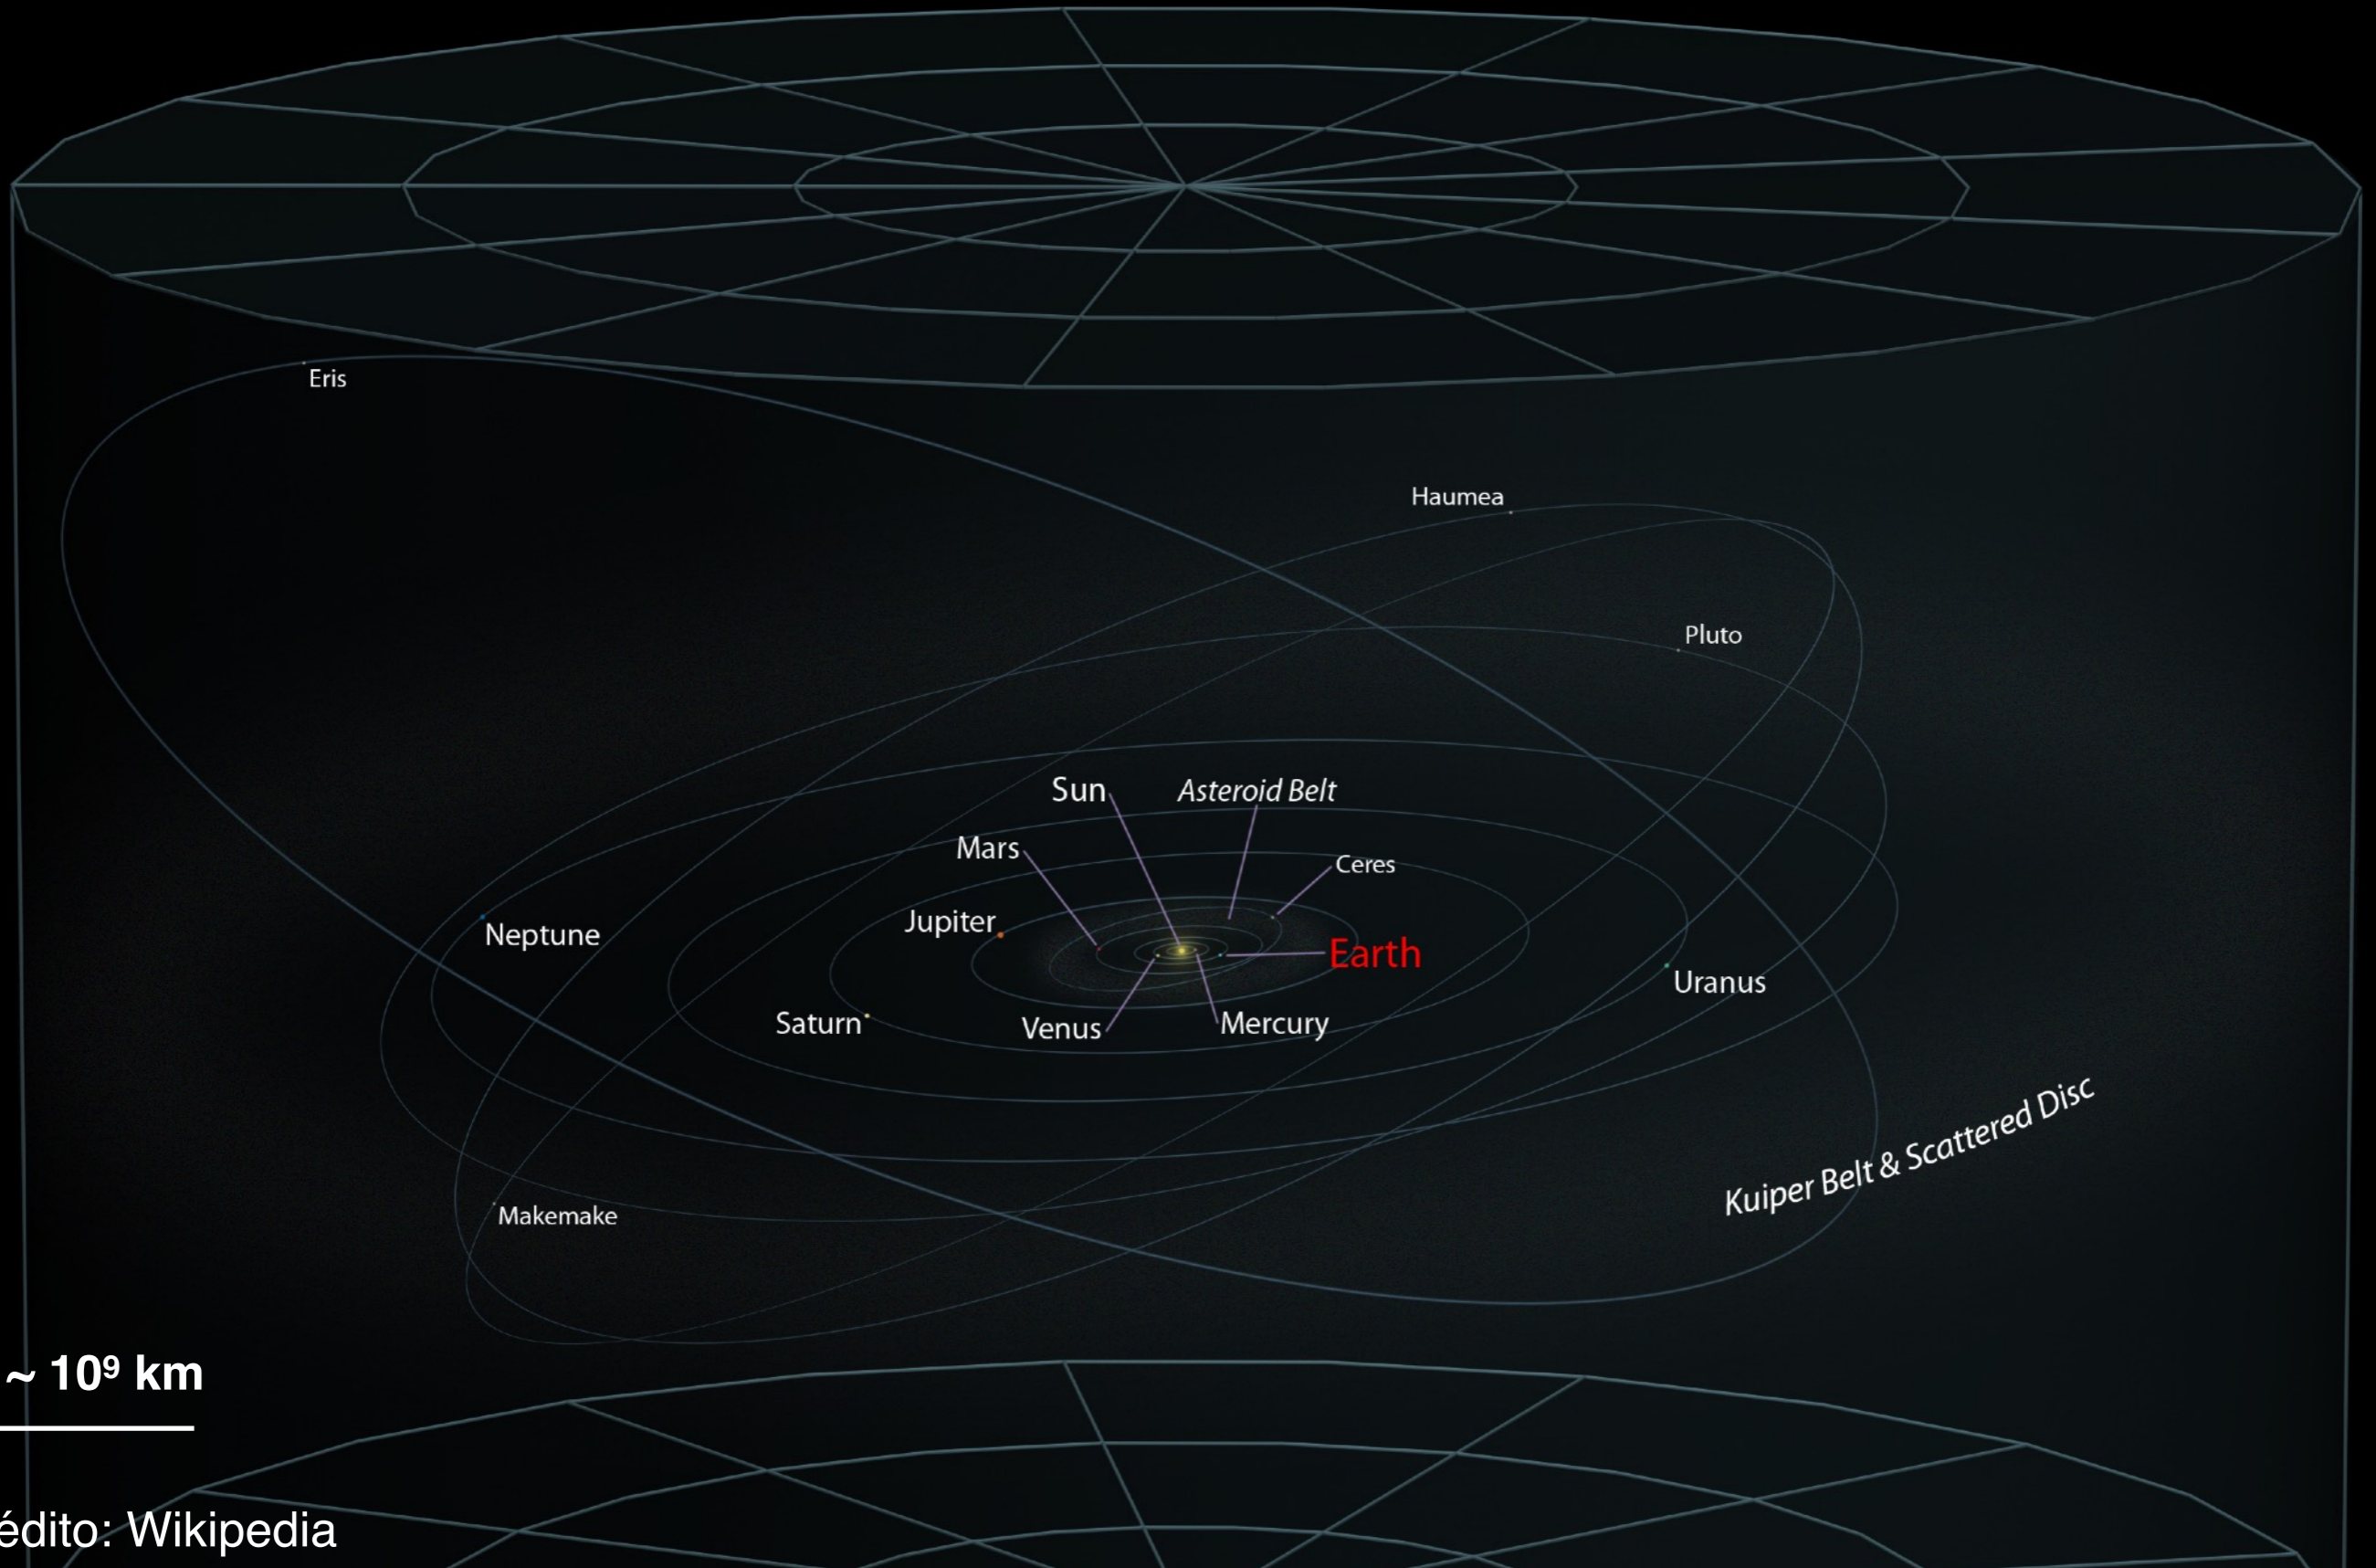 Eris
Haumea
Pluto
Sun
Asteroid Belt
Mars
Ceres
Jupiter
Neptune
Earth
Uranus
Saturn
Venus
Mercury
Kuiper Belt & Scattered Disc
Makemake
~ 10⁹ km
édito: Wikipedia